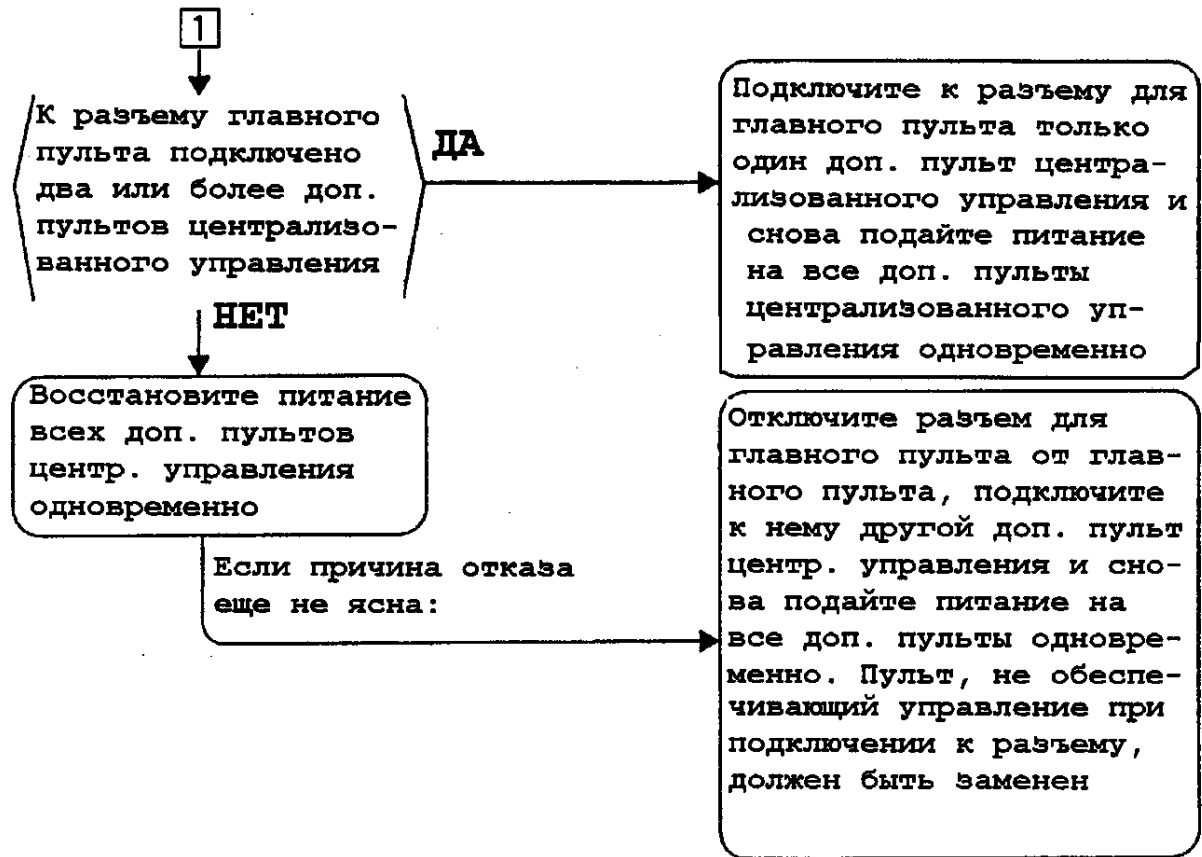 1
К разъему главного
пульта подключено
два или более доп.
пультов централизо-
ванного управления
ДА
Подключите к разъему для
главного пульта только
один доп. пульт центра-
лизованного управления и
снова подайте питание
на все доп. пульты
централизованного уп-
равления одновременно
НЕТ
Восстановите питание
всех доп. пультов
центр. управления
одновременно
Если причина отказа
еще не ясна:
Отключите разъем для
главного пульта от глав-
ного пульта, подключите
к нему другой доп. пульт
центр. управления и сно-
ва подайте питание на
все доп. пульты одновре-
менно. Пульт, не обеспе-
чивающий управление при
подключении к разъему,
должен быть заменен